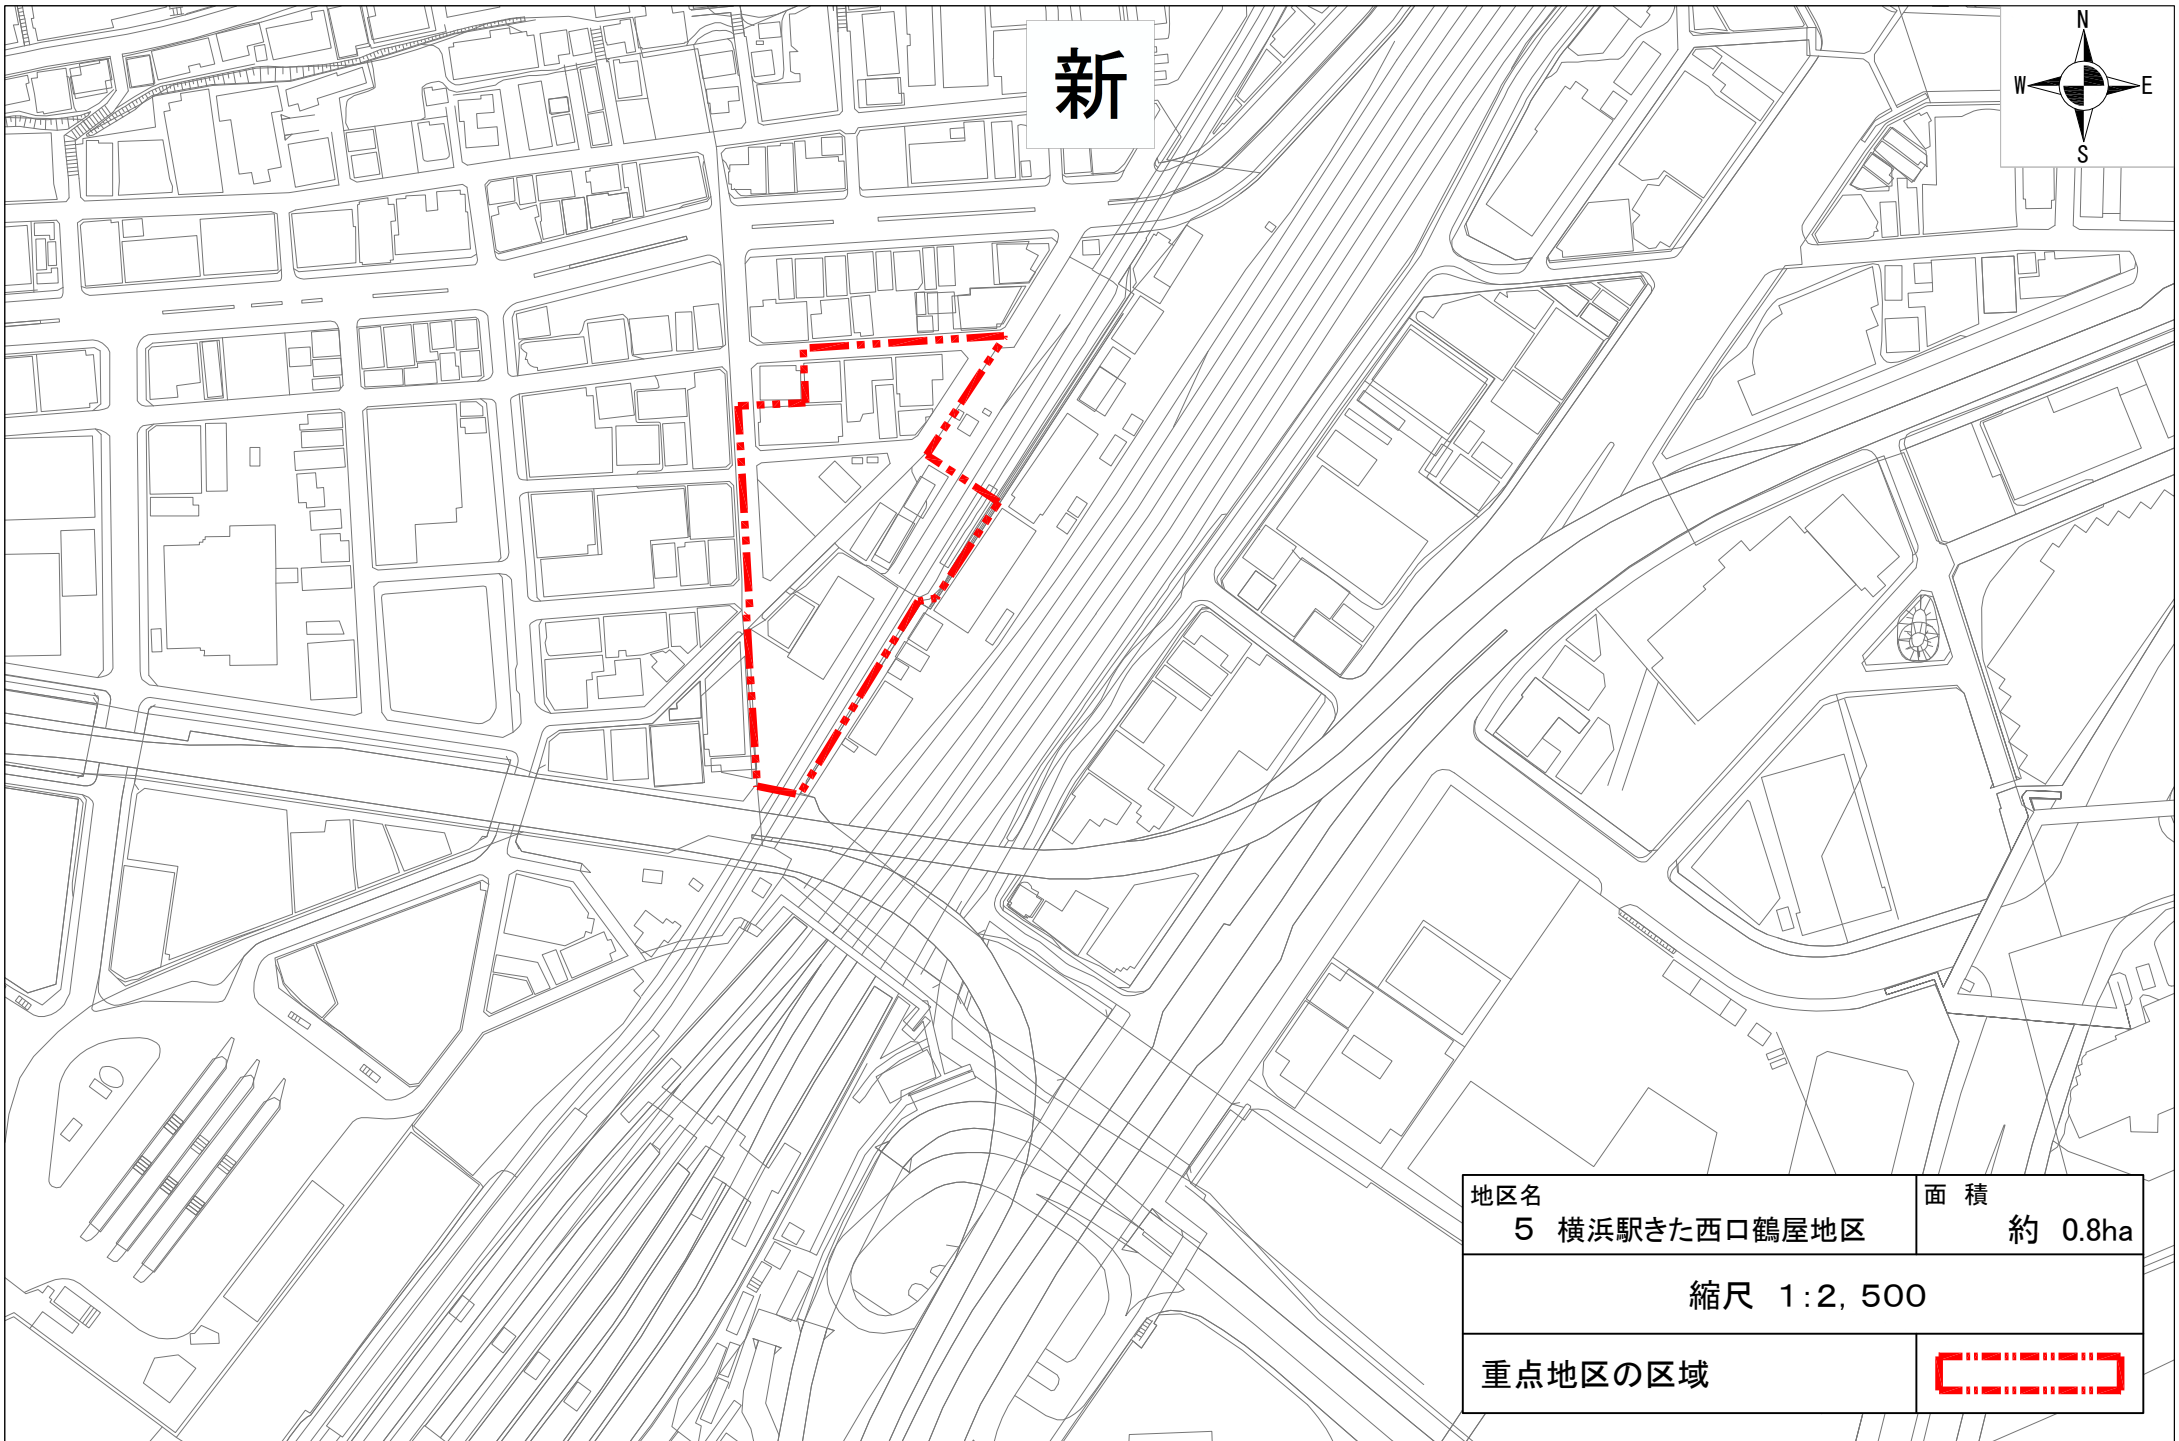 新
N
W E
S
地区名
5 横浜駅きた西口鶴屋地区
面 積
約 0.8ha
縮尺 1:2,500
重点地区の区域